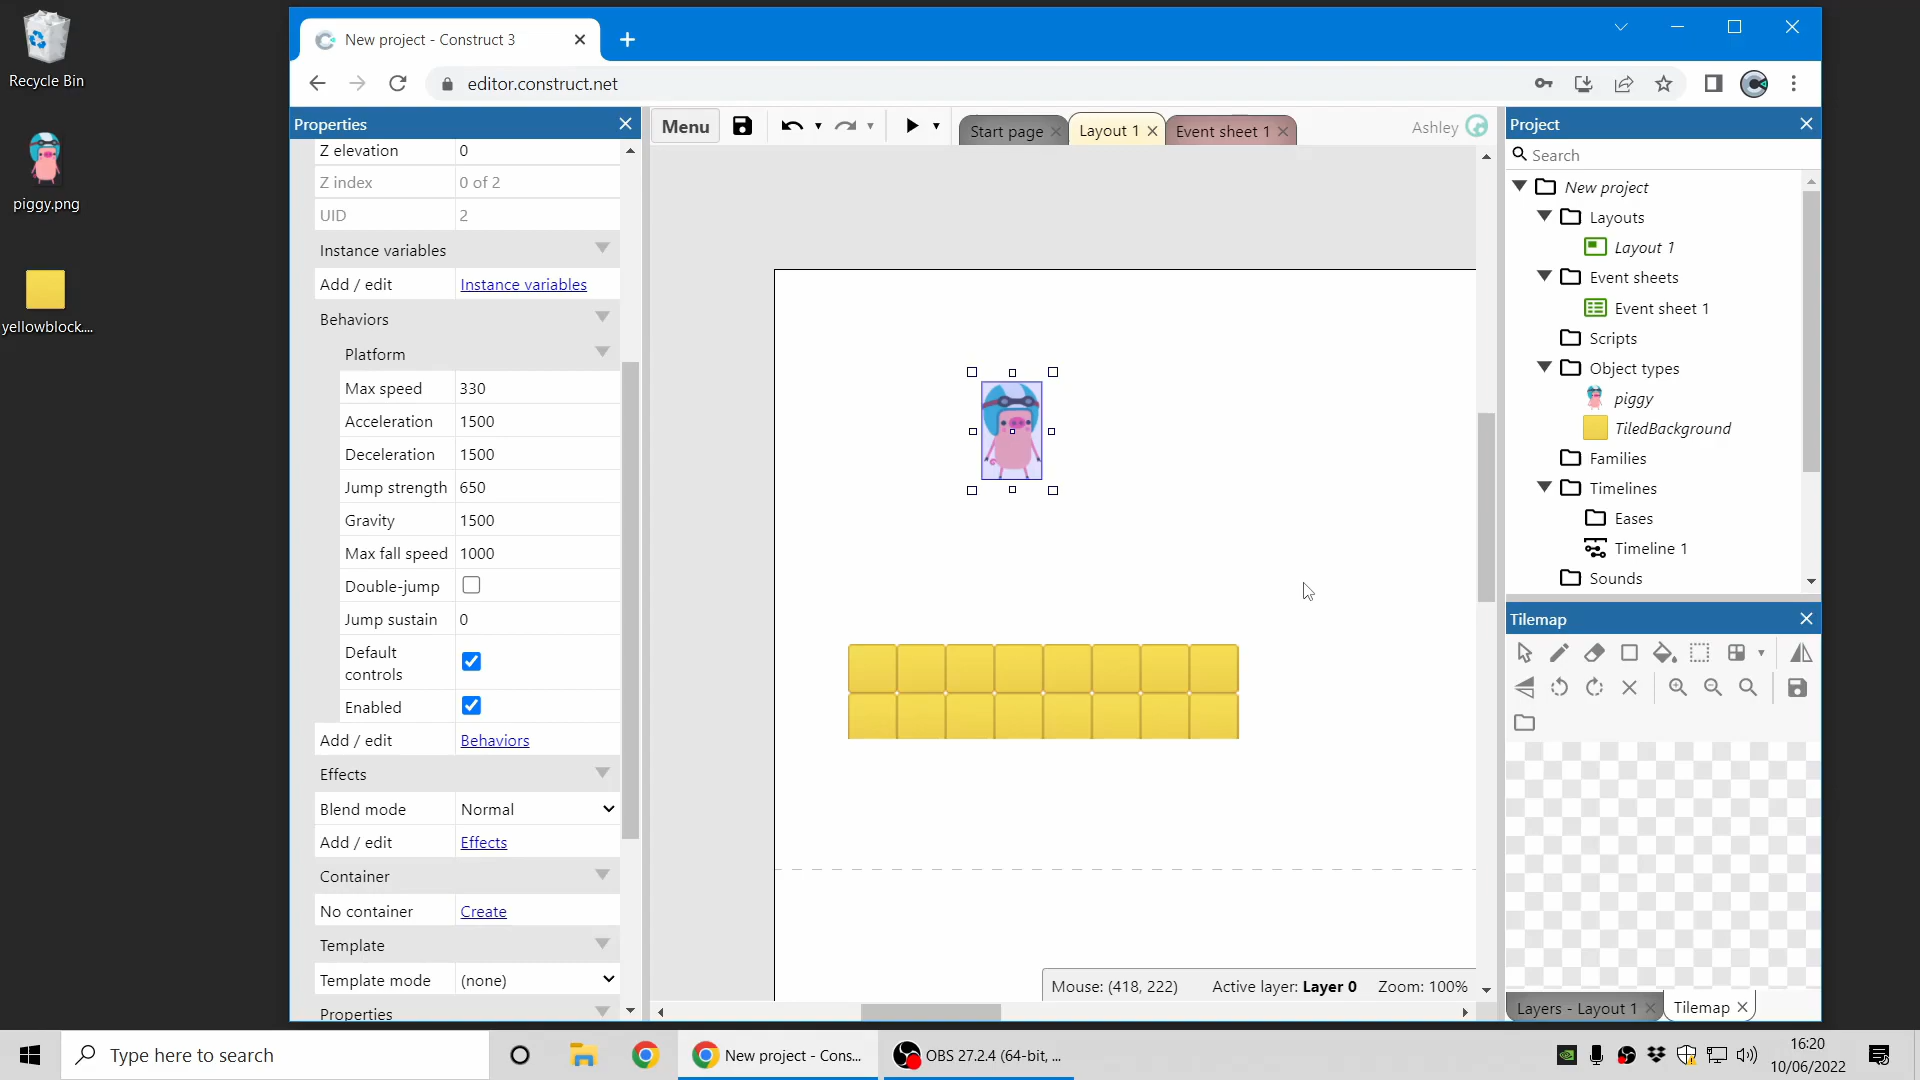 Recycle Bin
piggy.png
yellowblock....
New project - Construct 3
editor.construct.net
Properties
Z elevation 0
Z index 0 of 2
UID 2
Instance variables
Add / edit Instance variables
Behaviors
Platform
Max speed 330
Acceleration 1500
Deceleration 1500
Jump strength 650
Gravity 1500
Max fall speed 1000
Double-jump
Jump sustain 0
Default
controls
Enabled
Add / edit Behaviors
Effects
Blend mode Normal
Add / edit Effects
Container
No container Create
Template
Template mode (none)
Properties
Menu
Start page
Layout 1
Event sheet 1
Ashley
Mouse: (418, 222) Active layer: Layer 0 Zoom: 100%
Project
Search
New project
Layouts
Layout 1
Event sheets
Event sheet 1
Scripts
Object types
piggy
TiledBackground
Families
Timelines
Eases
Timeline 1
Sounds
Tilemap
Layers - Layout 1
Tilemap
Type here to search
New project - Cons...
OBS 27.2.4 (64-bit, ...
16:20
10/06/2022